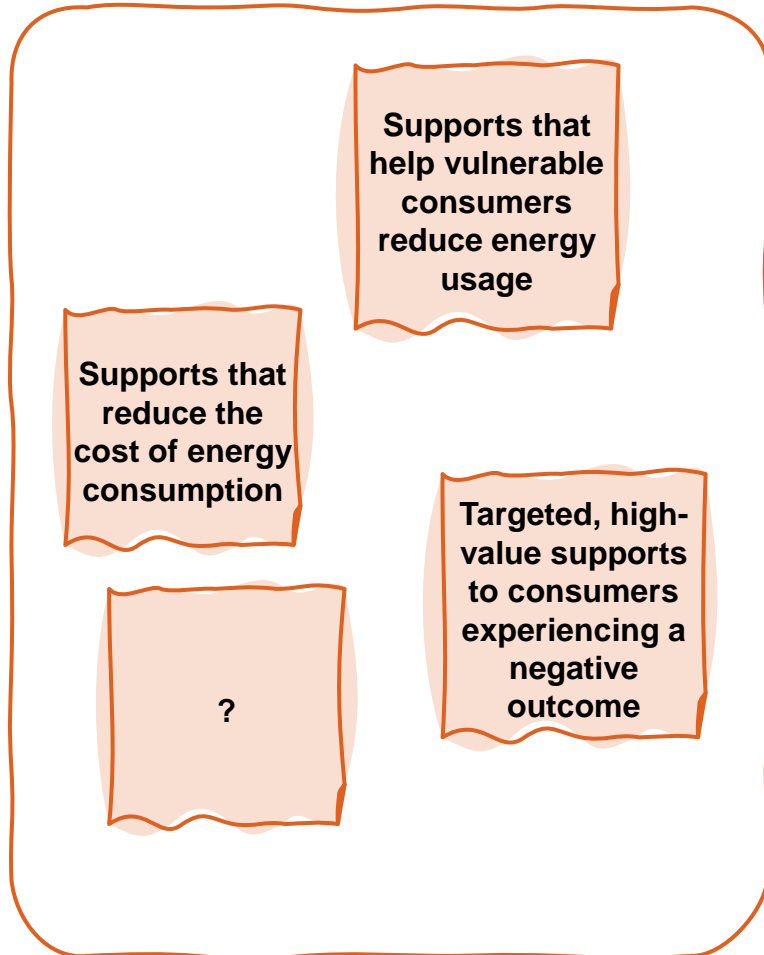 Supports that
help vulnerable
consumers
reduce energy
usage
Supports that
reduce the
cost of energy
consumption
Targeted, high-
value supports
to consumers
experiencing a
negative
outcome
?